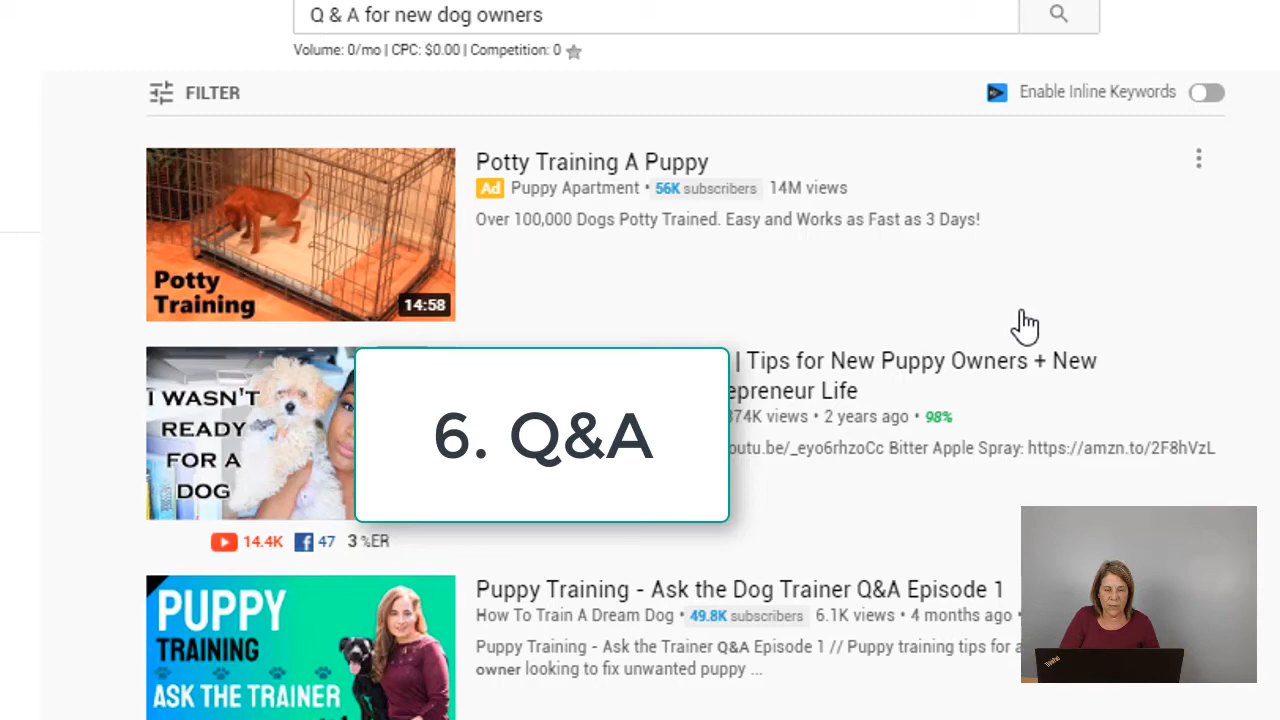 Q & A for new dog owners
Volume: 0/mo | CPC: $0.00 | Competition: 0
FILTER
Enable Inline Keywords
Potty Training A Puppy
Ad Puppy Apartment • 56K subscribers 14M views
Over 100,000 Dogs Potty Trained. Easy and Works as Fast as 3 Days!
Potty
Training
14:58
I WASN'T
READY
FOR A
DOG
| Tips for New Puppy Owners + New
epreneur Life
374K views • 2 years ago • 98%
outu.be/_eyo6rhzoCc Bitter Apple Spray: https://amzn.to/2F8hVzL
6. Q&A
14.4K 47 3 %ER
PUPPY
TRAINING
ASK THE TRAINER
Puppy Training - Ask the Dog Trainer Q&A Episode 1
How To Train A Dream Dog • 49.8K subscribers 6.1K views • 4 months ago •
Puppy Training - Ask the Trainer Q&A Episode 1 // Puppy training tips for a
owner looking to fix unwanted puppy ...
ThinkPad